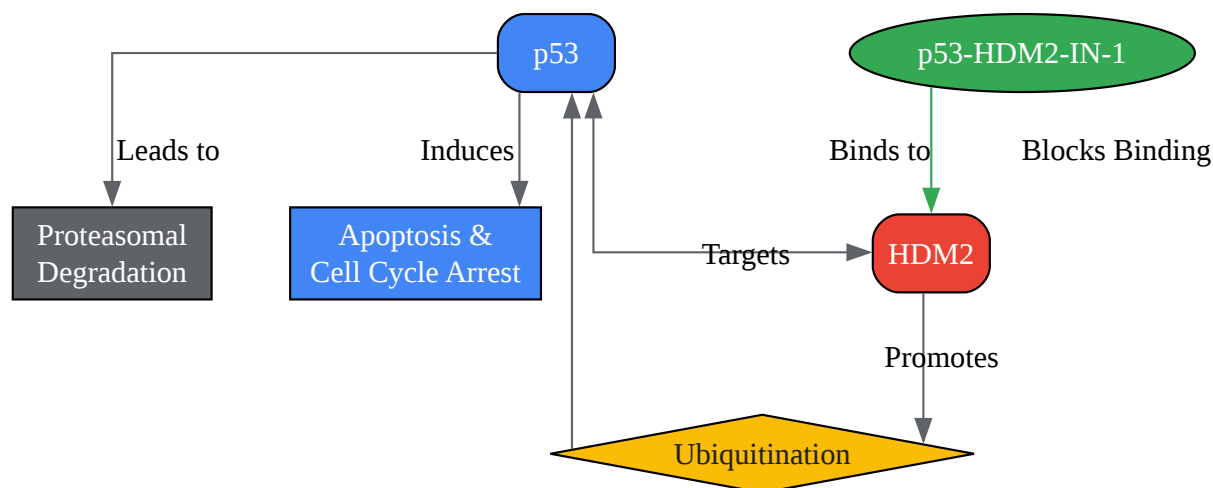 p53
p53-HDM2-IN-1
Leads to
Induces
Binds to
Blocks Binding
Proteasomal
Degradation
Apoptosis &
Cell Cycle Arrest
Targets
HDM2
Promotes
Ubiquitination